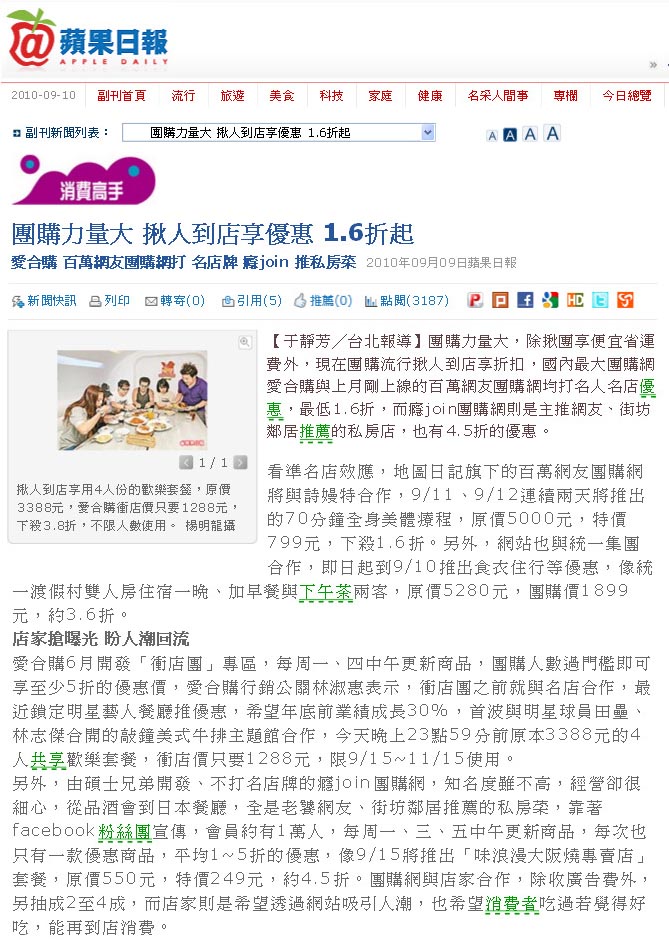 蘋果日報
APPLE DAILY
»
2010-09-10 副刊首頁 流行 旅遊 美食 科技 家庭 健康 名采人間事 專欄 今日總覽
副刊新聞列表： 團購力量大 揪人到店享優惠 1.6折起 A A A A
消費高手
團購力量大 揪人到店享優惠 1.6折起
愛合購 百萬網友團購網打 名店牌 癮join 推私房菜 2010年09月09日蘋果日報
新聞快訊 列印 轉寄(0) 引用(5) 推薦(0) 點閱(3187)
1 / 1
揪人到店享用4人份的歡樂套餐，原價
3388元，愛合購衝店價只要1288元，
下殺3.8折，不限人數使用。 楊明龍攝
【于靜芳／台北報導】團購力量大，除揪團享便宜省運
費外，現在團購流行揪人到店享折扣，國內最大團購網
愛合購與上月剛上線的百萬網友團購網均打名人名店優
惠，最低1.6折，而癮join團購網則是主推網友、街坊
鄰居推薦的私房店，也有4.5折的優惠。
看準名店效應，地圖日記旗下的百萬網友團購網
將與詩嫚特合作，9/11、9/12連續兩天將推出
的70分鐘全身美體療程，原價5000元，特價
799元，下殺1.6折。另外，網站也與統一集團
合作，即日起到9/10推出食衣住行等優惠，像統
一渡假村雙人房住宿一晚、加早餐與下午茶兩客，原價5280元，團購價1899
元，約3.6折。
店家搶曝光 盼人潮回流
愛合購6月開發「衝店團」專區，每周一、四中午更新商品，團購人數過門檻即可
享至少5折的優惠價，愛合購行銷公關林淑惠表示，衝店團之前就與名店合作，最
近鎖定明星藝人餐廳推優惠，希望年底前業績成長30%，首波與明星球員田壘、
林志傑合開的敲鐘美式牛排主題館合作，今天晚上23點59分前原本3388元的4
人共享歡樂套餐，衝店價只要1288元，限9/15~11/15使用。
另外，由碩士兄弟開發、不打名店牌的癮join團購網，知名度雖不高，經營卻很
細心，從品酒會到日本餐廳，全是老饕網友、街坊鄰居推薦的私房菜，靠著
facebook粉絲團宣傳，會員約有1萬人，每周一、三、五中午更新商品，每次也
只有一款優惠商品，平均1~5折的優惠，像9/15將推出「味浪漫大阪燒專賣店」
套餐，原價550元，特價249元，約4.5折。團購網與店家合作，除收廣告費外，
另抽成2至4成，而店家則是希望透過網站吸引人潮，也希望消費者吃過若覺得好
吃，能再到店消費。